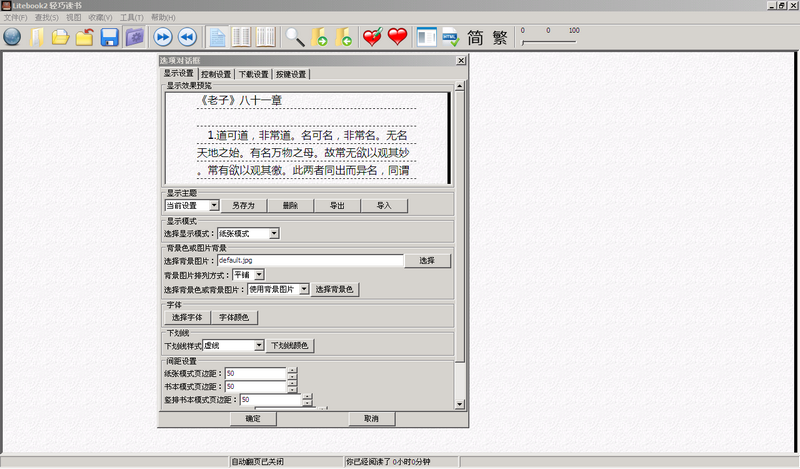 Litebook2 轻巧读书
文件(F) 查找(S) 视图 收藏(V) 工具(T) 帮助(H)
简 繁 0 0 100
选项对话框
显示设置 控制设置 下载设置 按键设置
显示效果预览
《老子》八十一章
1.道可道，非常道。名可名，非常名。无名
天地之始。有名万物之母。故常无欲以观其妙
。常有欲以观其徼。此两者同出而异名，同谓
显示主题
当前设置 另存为 删除 导出 导入
显示模式
选择显示模式： 纸张模式
背景色或图片背景
选择背景图片： default.jpg 选择
背景图片排列方式： 平铺
选择背景色或背景图片： 使用背景图片 选择背景色
字体
选择字体 字体颜色
下划线
下划线样式 虚线 下划线颜色
间距设置
纸张模式页边距： 50
书本模式页边距： 50
竖排书本模式页边距： 50
确定 取消
自动翻页已关闭 你已经阅读了 0小时0分钟